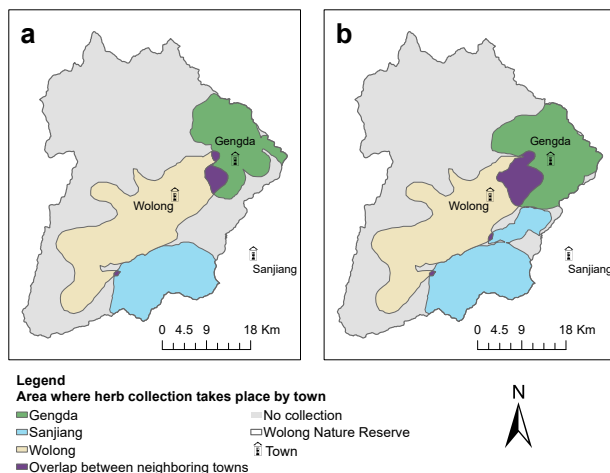 a
Gengda
Wolong
Sanjiang
0 4.5 9 18 Km
b
Gengda
Wolong
Sanjiang
0 4.5 9 18 Km
Legend
Area where herb collection takes place by town
Gengda
Sanjiang
Wolong
Overlap between neighboring towns
No collection
Wolong Nature Reserve
Town
N